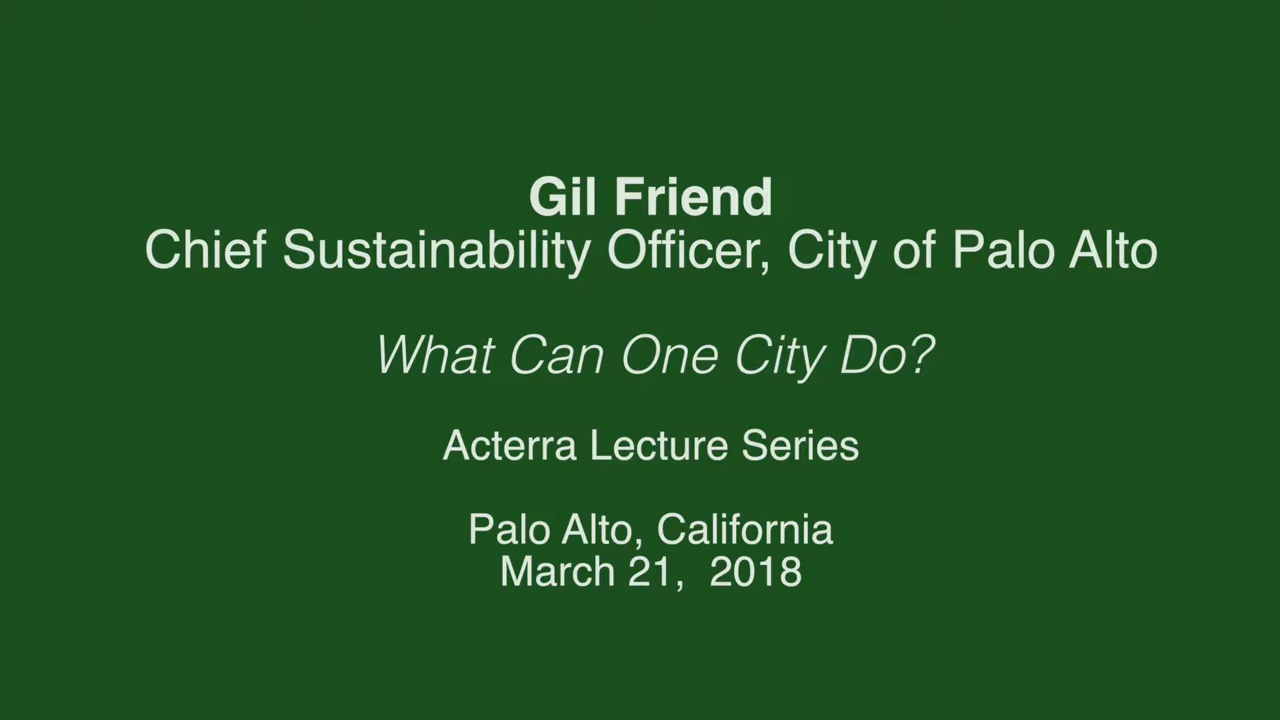 Gil Friend
Chief Sustainability Officer, City of Palo Alto
What Can One City Do?
Acterra Lecture Series
Palo Alto, California
March 21,  2018